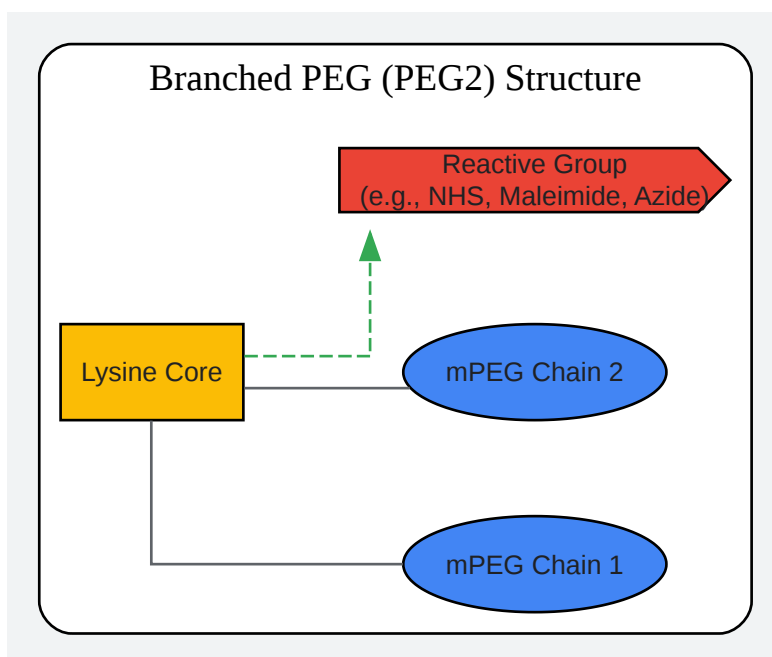 Branched PEG (PEG2) Structure
Reactive Group
(e.g., NHS, Maleimide, Azide)
Lysine Core
mPEG Chain 2
mPEG Chain 1